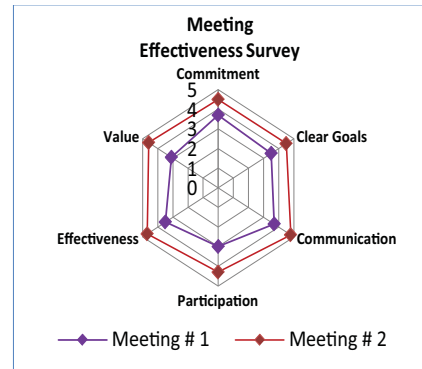 Meeting
Effectiveness Survey
Commitment
5
4
3
2
1
0
Value
Clear Goals
Effectiveness
Communication
Participation
Meeting # 1
Meeting # 2